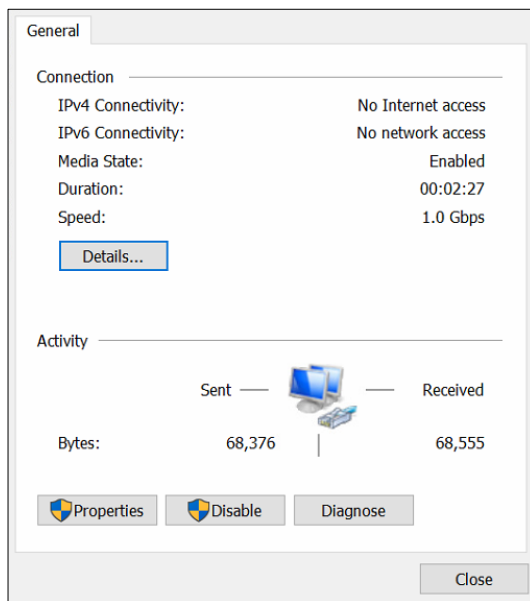 General
Connection
IPv4 Connectivity: No Internet access
IPv6 Connectivity: No network access
Media State: Enabled
Duration: 00:02:27
Speed: 1.0 Gbps
Details...
Activity
Sent — — Received
Bytes: 68,376 | 68,555
Properties Disable Diagnose
Close